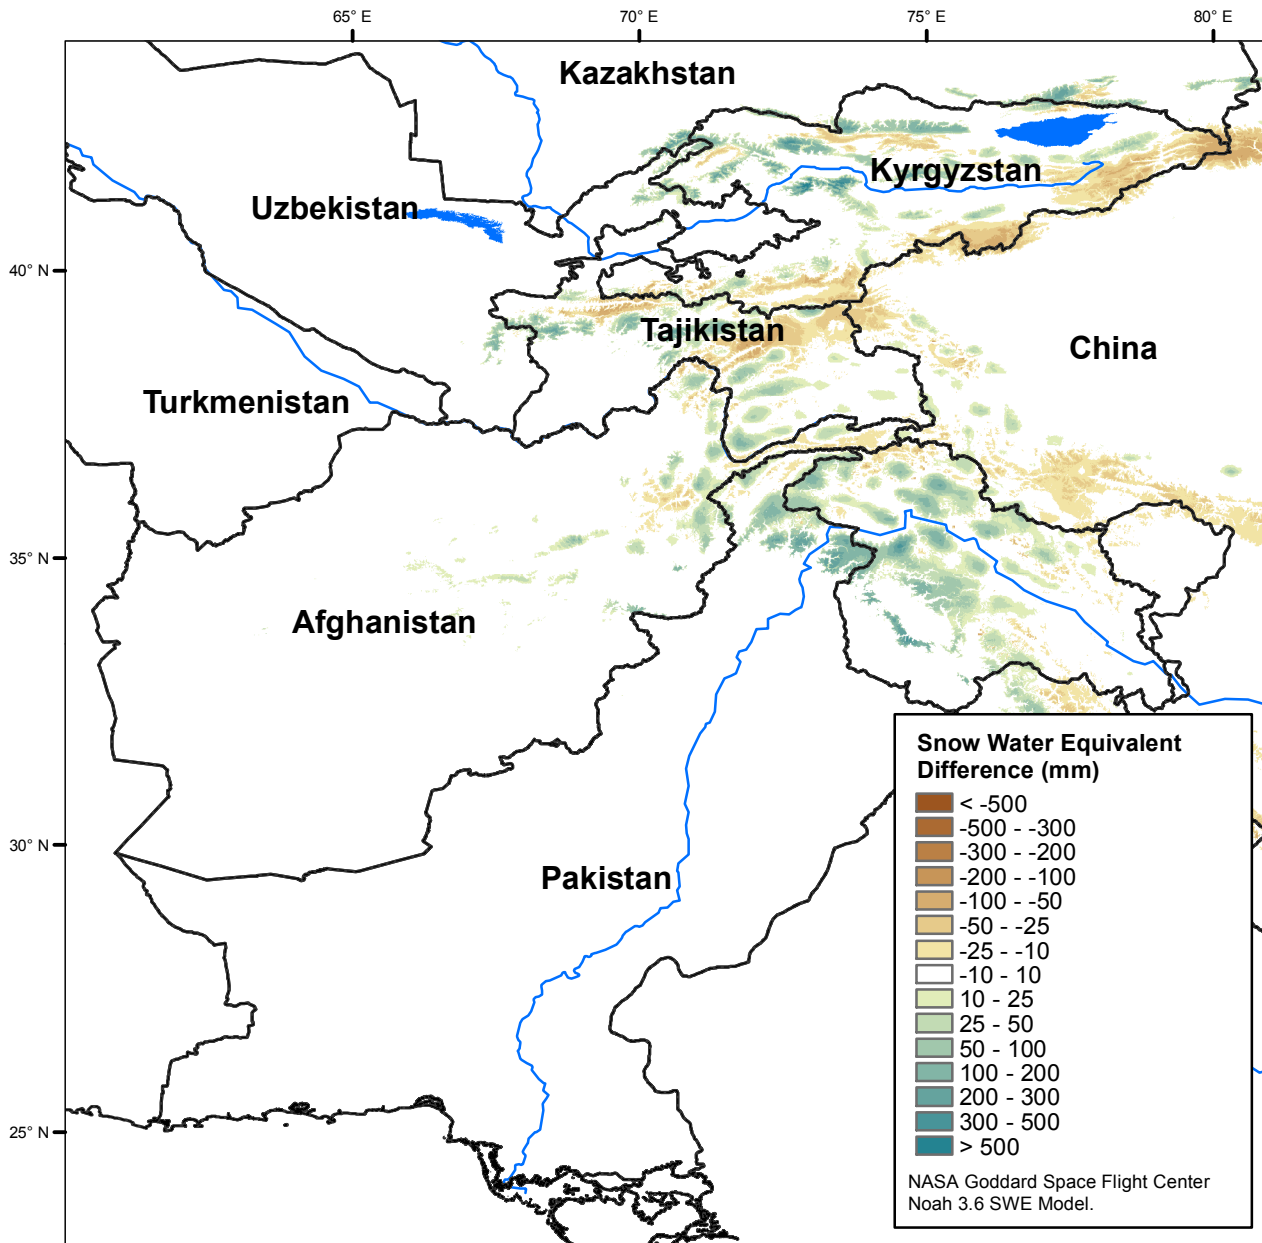 65° E
70° E
75° E
80° E
Kazakhstan
Kyrgyzstan
Uzbekistan
40° N
Tajikistan
China
Turkmenistan
35° N
Afghanistan
30° N
Pakistan
25° N
Snow Water Equivalent
Difference (mm)
< -500
-500 - -300
-300 - -200
-200 - -100
-100 - -50
-50 - -25
-25 - -10
-10 - 10
10 - 25
25 - 50
50 - 100
100 - 200
200 - 300
300 - 500
> 500
NASA Goddard Space Flight Center
Noah 3.6 SWE Model.